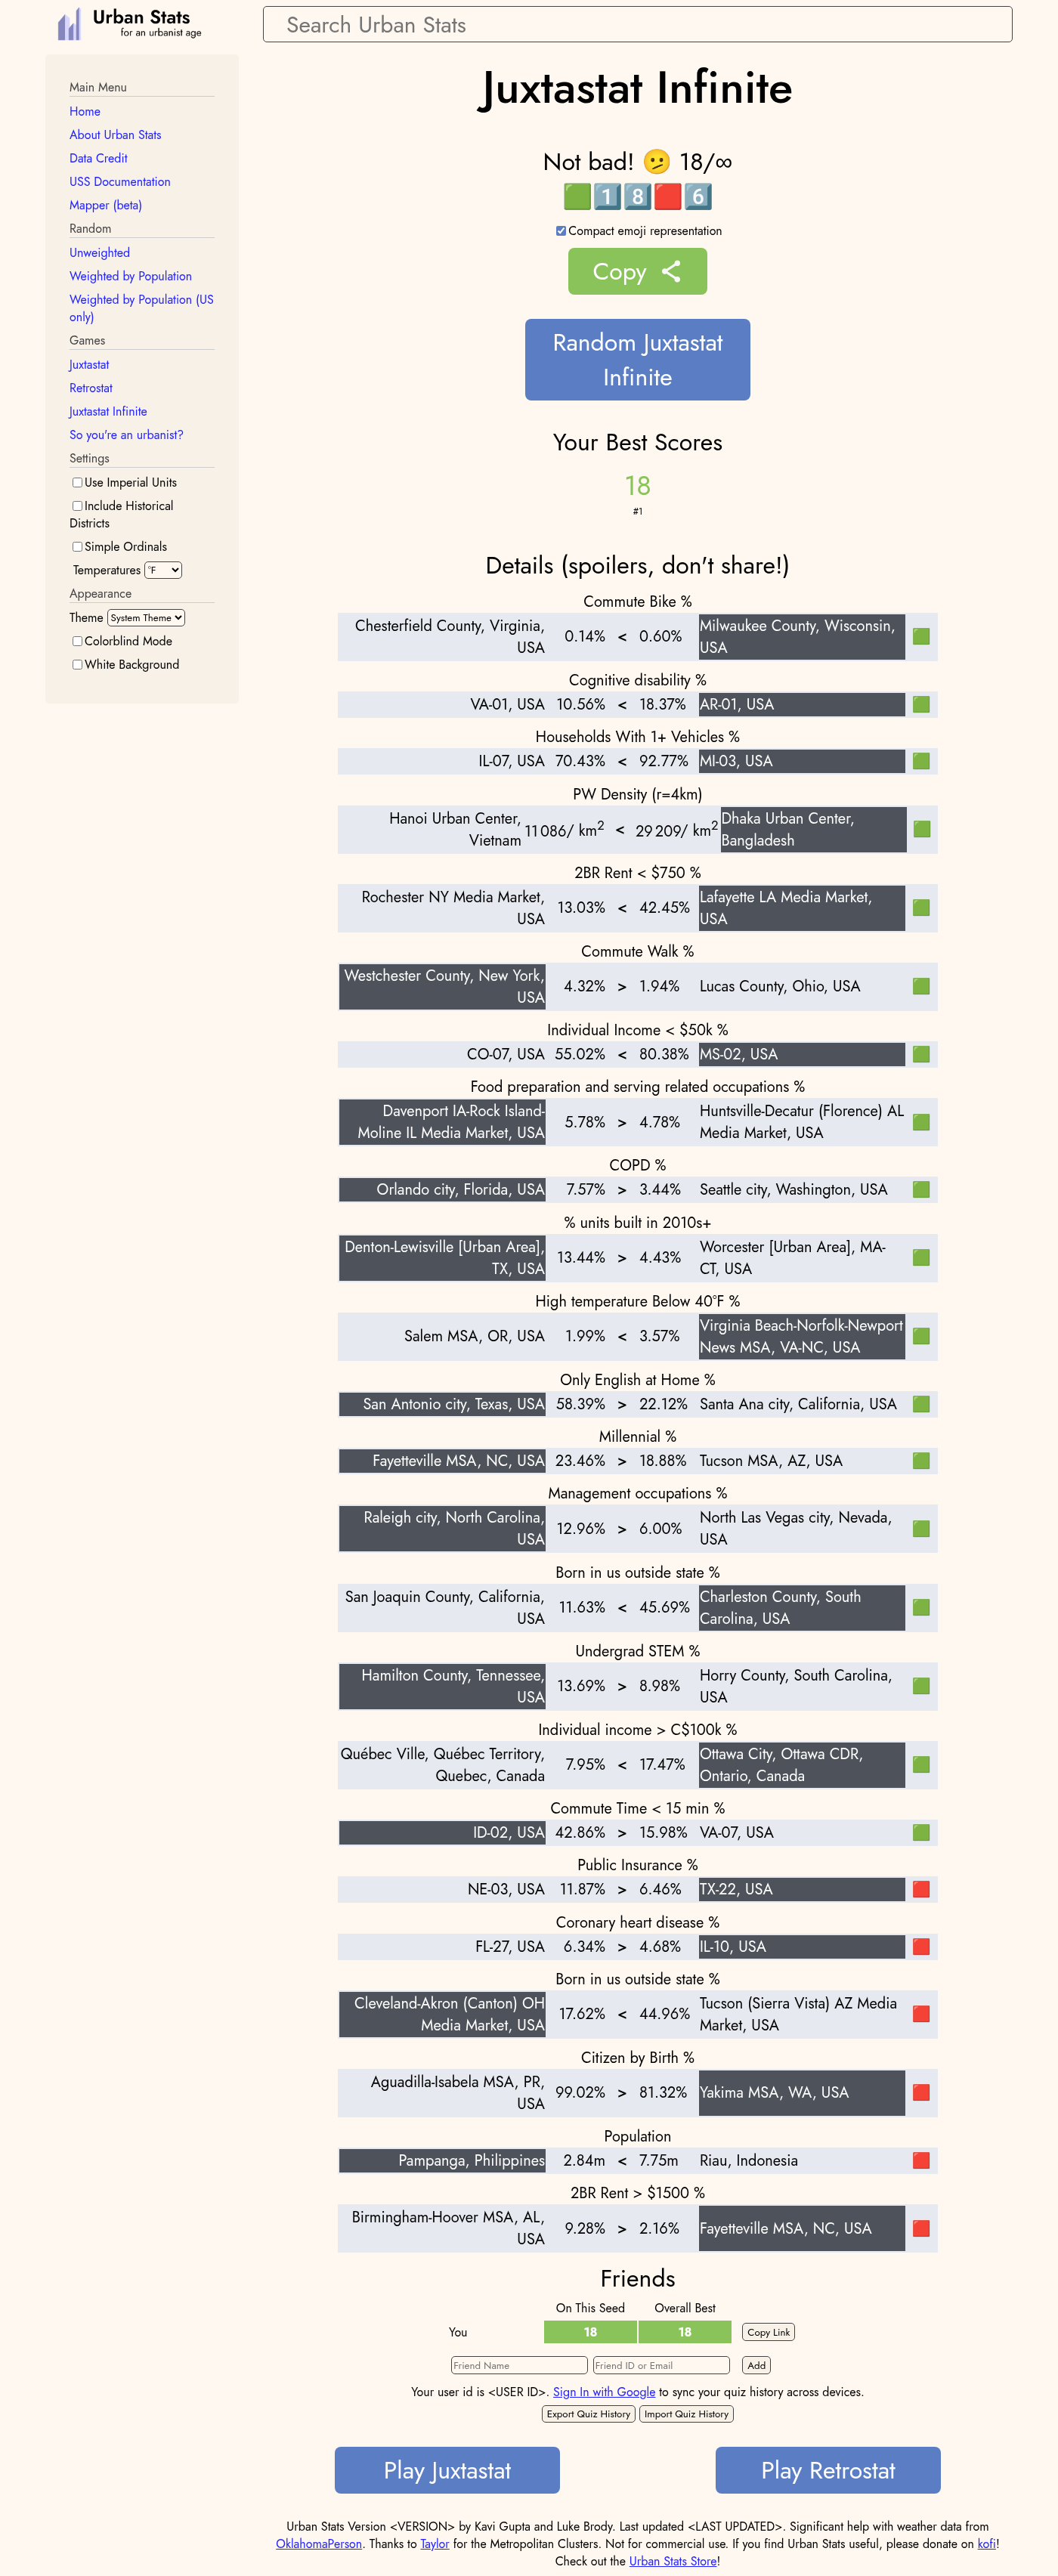 Urban Stats
for an urbanist age
Search Urban Stats
Main Menu
Home
About Urban Stats
Data Credit
USS Documentation
Mapper (beta)
Random
Unweighted
Weighted by Population
Weighted by Population (US
only)
Games
Juxtastat
Retrostat
Juxtastat Infinite
So you're an urbanist?
Settings
Use Imperial Units
Include Historical
Districts
Simple Ordinals
Temperatures °F
Appearance
Theme System Theme
Colorblind Mode
White Background
Juxtastat Infinite
Not bad! 🫤 18/∞
🟩1️⃣8️⃣🟥6️⃣
Compact emoji representation
Copy
Random Juxtastat
Infinite
Your Best Scores
18
#1
Details (spoilers, don't share!)
Commute Bike %
Chesterfield County, Virginia,
USA
0.14% < 0.60%
Milwaukee County, Wisconsin,
USA
🟩
Cognitive disability %
VA-01, USA 10.56% < 18.37% AR-01, USA 🟩
Households With 1+ Vehicles %
IL-07, USA 70.43% < 92.77% MI-03, USA 🟩
PW Density (r=4km)
Hanoi Urban Center,
Vietnam
11 086/ km² < 29 209/ km²
Dhaka Urban Center,
Bangladesh
🟩
2BR Rent < $750 %
Rochester NY Media Market,
USA
13.03% < 42.45%
Lafayette LA Media Market,
USA
🟩
Commute Walk %
Westchester County, New York,
USA
4.32% > 1.94% Lucas County, Ohio, USA 🟩
Individual Income < $50k %
CO-07, USA 55.02% < 80.38% MS-02, USA 🟩
Food preparation and serving related occupations %
Davenport IA-Rock Island-
Moline IL Media Market, USA
5.78% > 4.78%
Huntsville-Decatur (Florence) AL
Media Market, USA
🟩
COPD %
Orlando city, Florida, USA 7.57% > 3.44% Seattle city, Washington, USA 🟩
% units built in 2010s+
Denton-Lewisville [Urban Area],
TX, USA
13.44% > 4.43%
Worcester [Urban Area], MA-
CT, USA
🟩
High temperature Below 40°F %
Salem MSA, OR, USA 1.99% < 3.57%
Virginia Beach-Norfolk-Newport
News MSA, VA-NC, USA
🟩
Only English at Home %
San Antonio city, Texas, USA 58.39% > 22.12% Santa Ana city, California, USA 🟩
Millennial %
Fayetteville MSA, NC, USA 23.46% > 18.88% Tucson MSA, AZ, USA 🟩
Management occupations %
Raleigh city, North Carolina,
USA
12.96% > 6.00%
North Las Vegas city, Nevada,
USA
🟩
Born in us outside state %
San Joaquin County, California,
USA
11.63% < 45.69%
Charleston County, South
Carolina, USA
🟩
Undergrad STEM %
Hamilton County, Tennessee,
USA
13.69% > 8.98%
Horry County, South Carolina,
USA
🟩
Individual income > C$100k %
Québec Ville, Québec Territory,
Quebec, Canada
7.95% < 17.47%
Ottawa City, Ottawa CDR,
Ontario, Canada
🟩
Commute Time < 15 min %
ID-02, USA 42.86% > 15.98% VA-07, USA 🟩
Public Insurance %
NE-03, USA 11.87% > 6.46% TX-22, USA 🟥
Coronary heart disease %
FL-27, USA 6.34% > 4.68% IL-10, USA 🟥
Born in us outside state %
Cleveland-Akron (Canton) OH
Media Market, USA
17.62% < 44.96%
Tucson (Sierra Vista) AZ Media
Market, USA
🟥
Citizen by Birth %
Aguadilla-Isabela MSA, PR,
USA
99.02% > 81.32% Yakima MSA, WA, USA 🟥
Population
Pampanga, Philippines 2.84m < 7.75m Riau, Indonesia 🟥
2BR Rent > $1500 %
Birmingham-Hoover MSA, AL,
USA
9.28% > 2.16% Fayetteville MSA, NC, USA 🟥
Friends
On This Seed Overall Best
You 18 18 Copy Link
Friend Name Friend ID or Email Add
Your user id is <USER ID>. Sign In with Google to sync your quiz history across devices.
Export Quiz History Import Quiz History
Play Juxtastat Play Retrostat
Urban Stats Version <VERSION> by Kavi Gupta and Luke Brody. Last updated <LAST UPDATED>. Significant help with weather data from
OklahomaPerson. Thanks to Taylor for the Metropolitan Clusters. Not for commercial use. If you find Urban Stats useful, please donate on kofi!
Check out the Urban Stats Store!